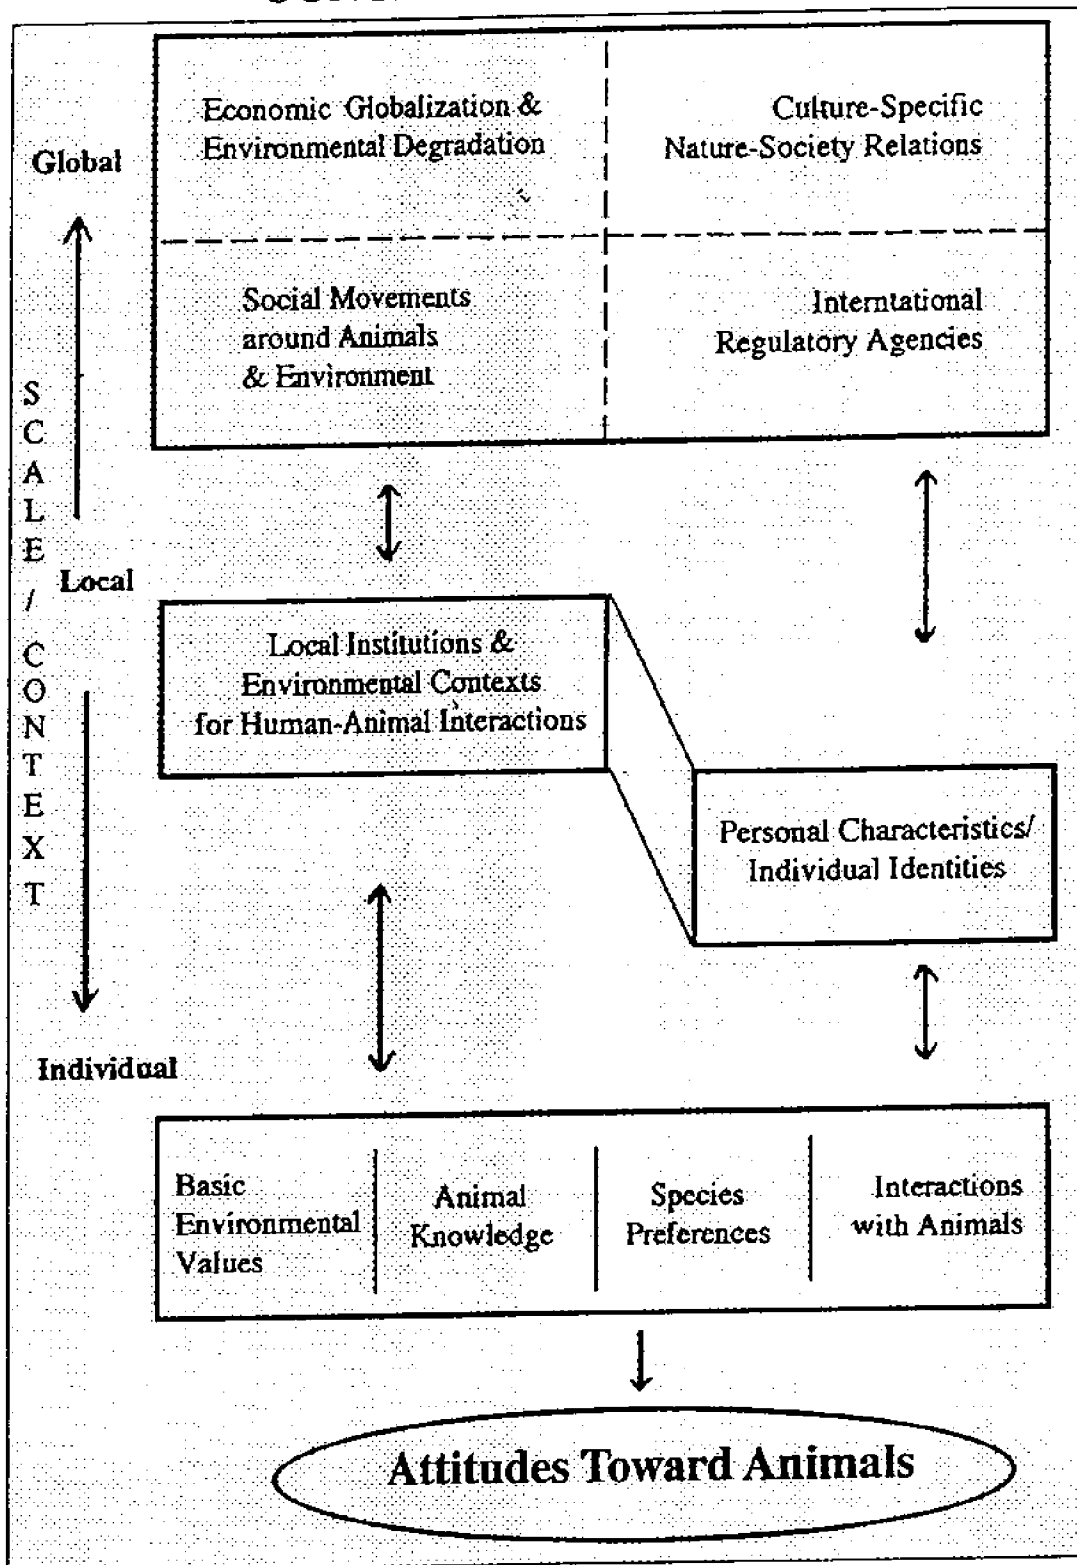 Economic Globalization &
Environmental Degradation
Culture-Specific
Nature-Society Relations
Global
Social Movements
around Animals
& Environment
Interntational
Regulatory Agencies
SCALE / CONTEXT
Local
Local Institutions &
Environmental Contexts
for Human-Animal Interactions
Personal Characteristics/
Individual Identities
Individual
Basic
Environmental
Values
Animal
Knowledge
Species
Preferences
Interactions
with Animals
Attitudes Toward Animals